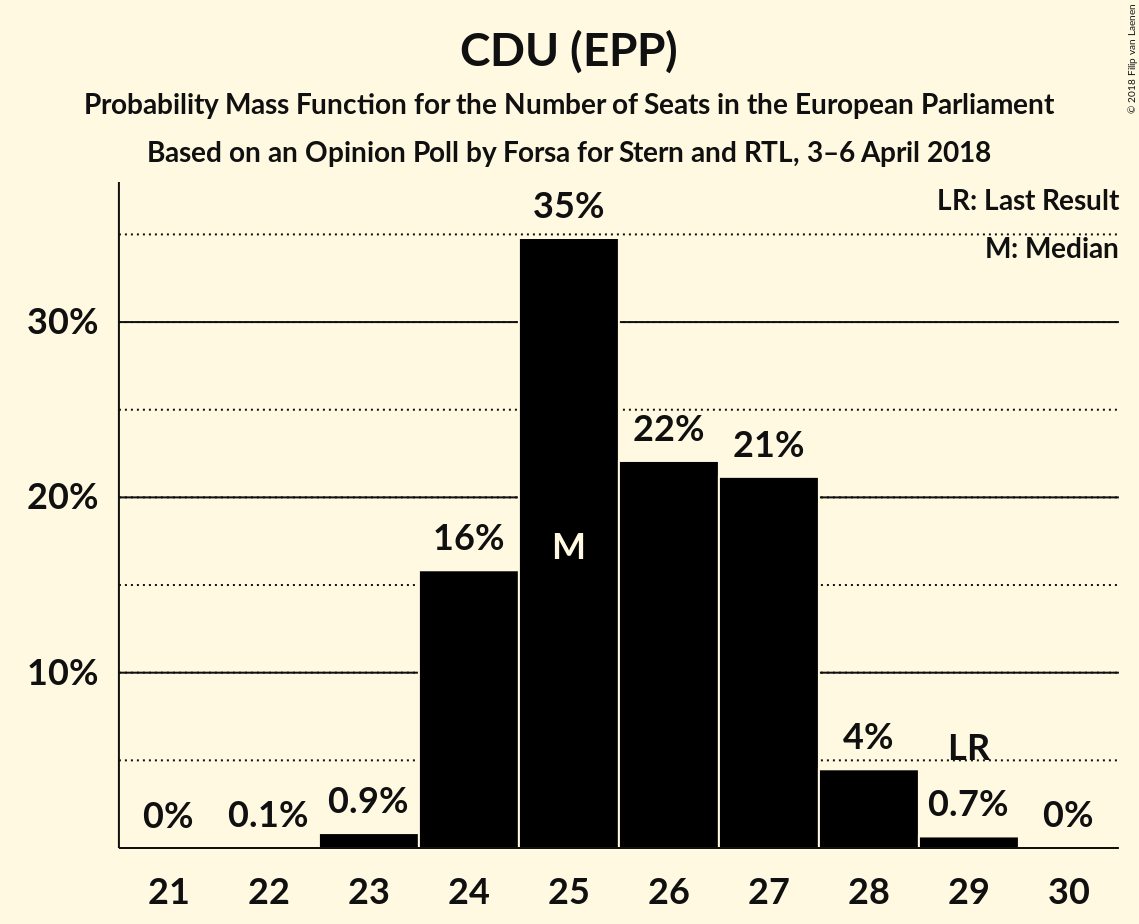 CDU (EPP)
Probability Mass Function for the Number of Seats in the European Parliament
Based on an Opinion Poll by Forsa for Stern and RTL, 3–6 April 2018
© 2018 Filip van Laenen
LR: Last Result
M: Median
30%
20%
10%
0%
0.1%
0.9%
16%
35%
M
22%
21%
4%
LR
0.7%
0%
21 22 23 24 25 26 27 28 29 30